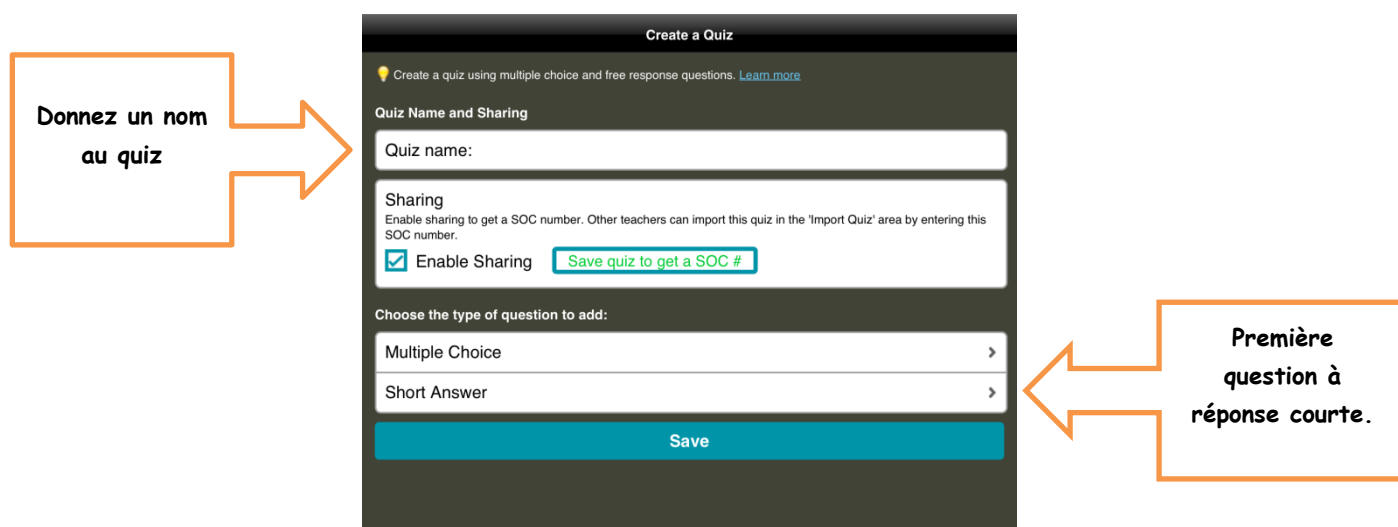 Create a Quiz
Create a quiz using multiple choice and free response questions. Learn more
Donnez un nom
au quiz
Quiz Name and Sharing
Quiz name:
Sharing
Enable sharing to get a SOC number. Other teachers can import this quiz in the 'Import Quiz' area by entering this
SOC number.
Enable Sharing
Save quiz to get a SOC #
Choose the type of question to add:
Multiple Choice
Short Answer
Première
question à
réponse courte.
Save